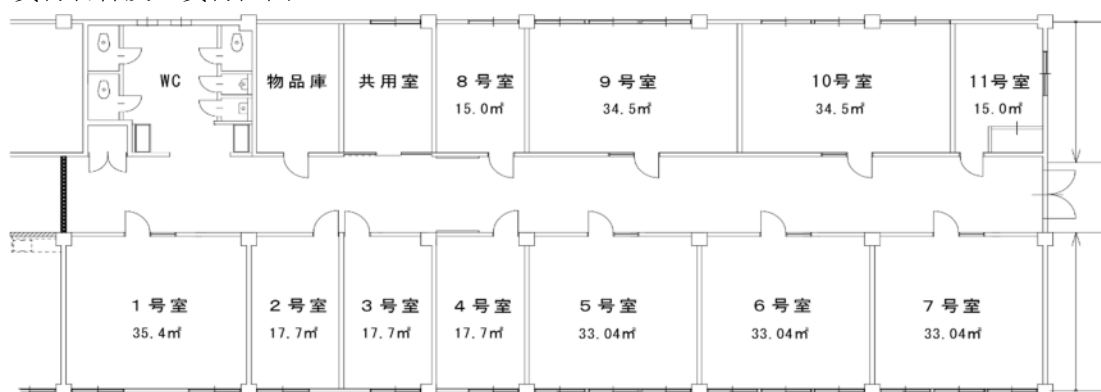 WC
物品庫
共用室
8号室
15.0㎡
9号室
34.5㎡
10号室
34.5㎡
11号室
15.0㎡
1号室
35.4㎡
2号室
17.7㎡
3号室
17.7㎡
4号室
17.7㎡
5号室
33.04㎡
6号室
33.04㎡
7号室
33.04㎡